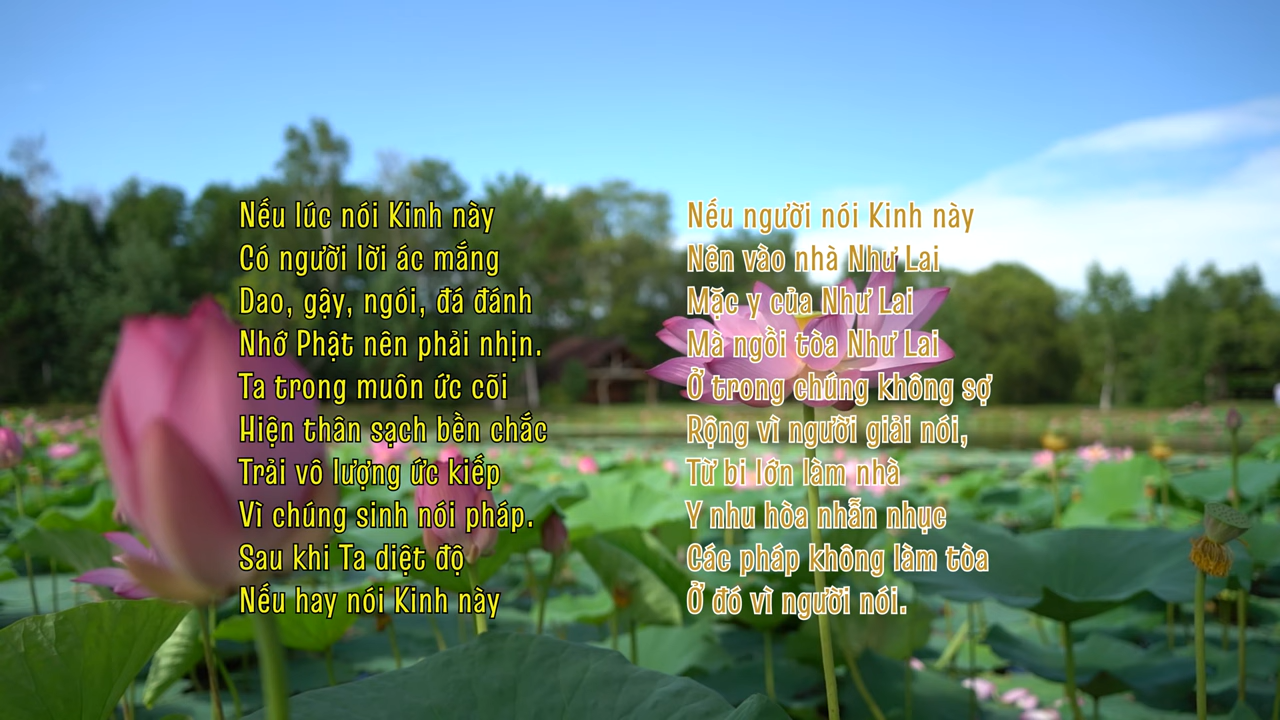 Nếu lúc nói Kinh này
Có người lời ác mắng
Dao, gậy, ngói, đá đánh
Nhớ Phật nên phải nhịn.
Ta trong muôn ức cõi
Hiện thân sạch bền chắc
Trải vô lượng ức kiếp
Vì chúng sinh nói pháp.
Sau khi Ta diệt độ
Nếu hay nói Kinh này
Nếu người nói Kinh này
Nên vào nhà Như Lai
Mặc y của Như Lai
Mà ngồi tòa Như Lai
Ở trong chúng không sợ
Rộng vì người giải nói,
Từ bi lớn làm nhà
Y nhu hòa nhẫn nhục
Các pháp không làm tòa
Ở đó vì người nói.